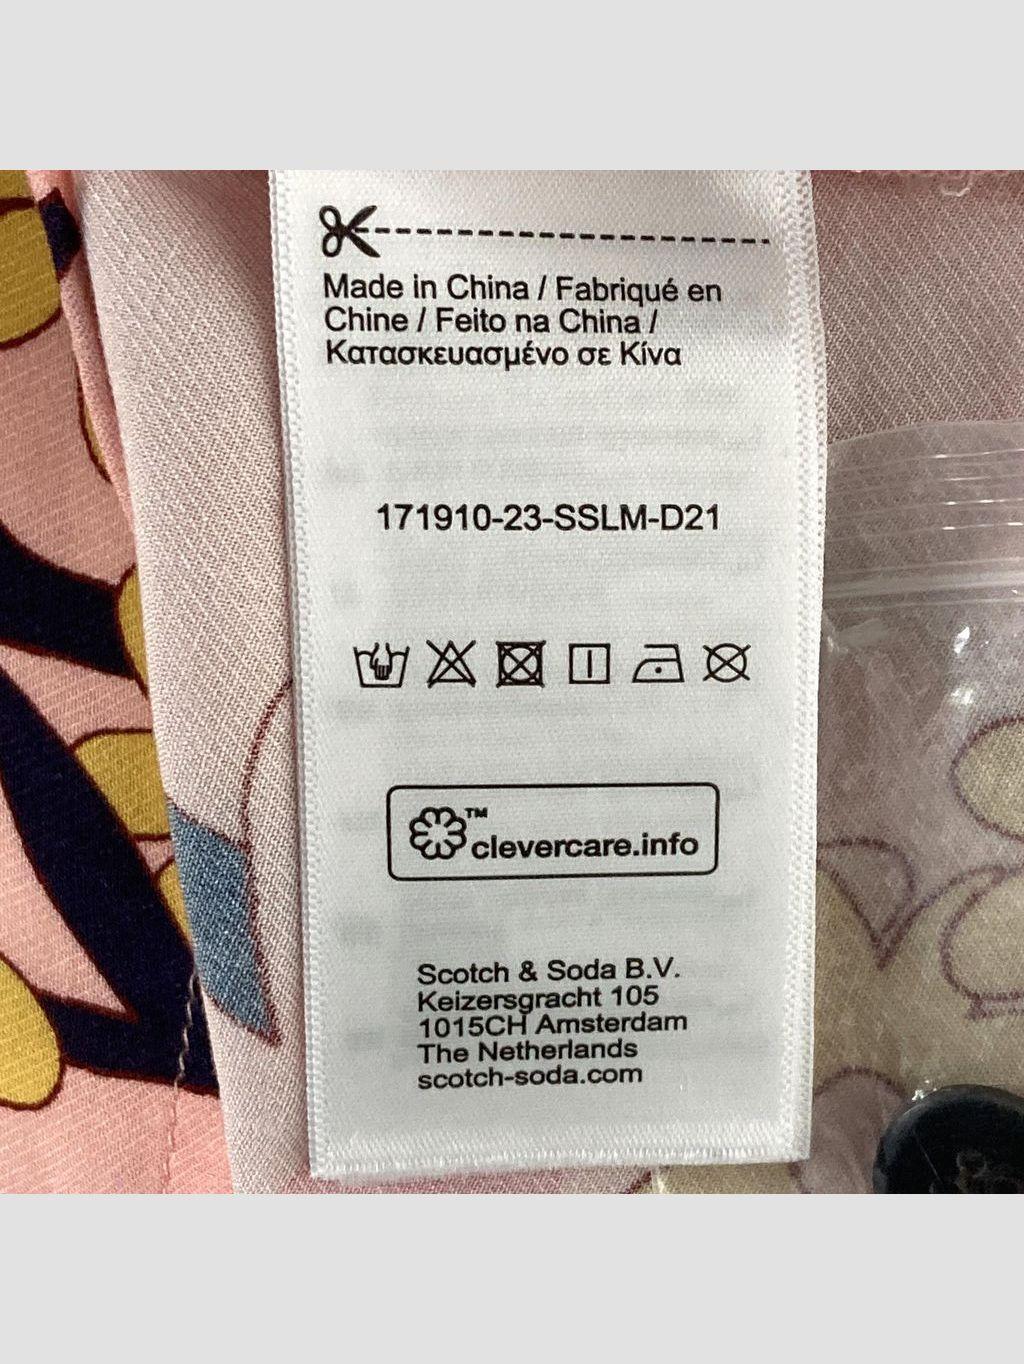 Made in China / Fabriqué en
Chine / Feito na China /
Κατασκευασμένο σε Κίνα
171910-23-SSLM-D21
™
clevercare.info
Scotch & Soda B.V.
Keizersgracht 105
1015CH Amsterdam
The Netherlands
scotch-soda.com